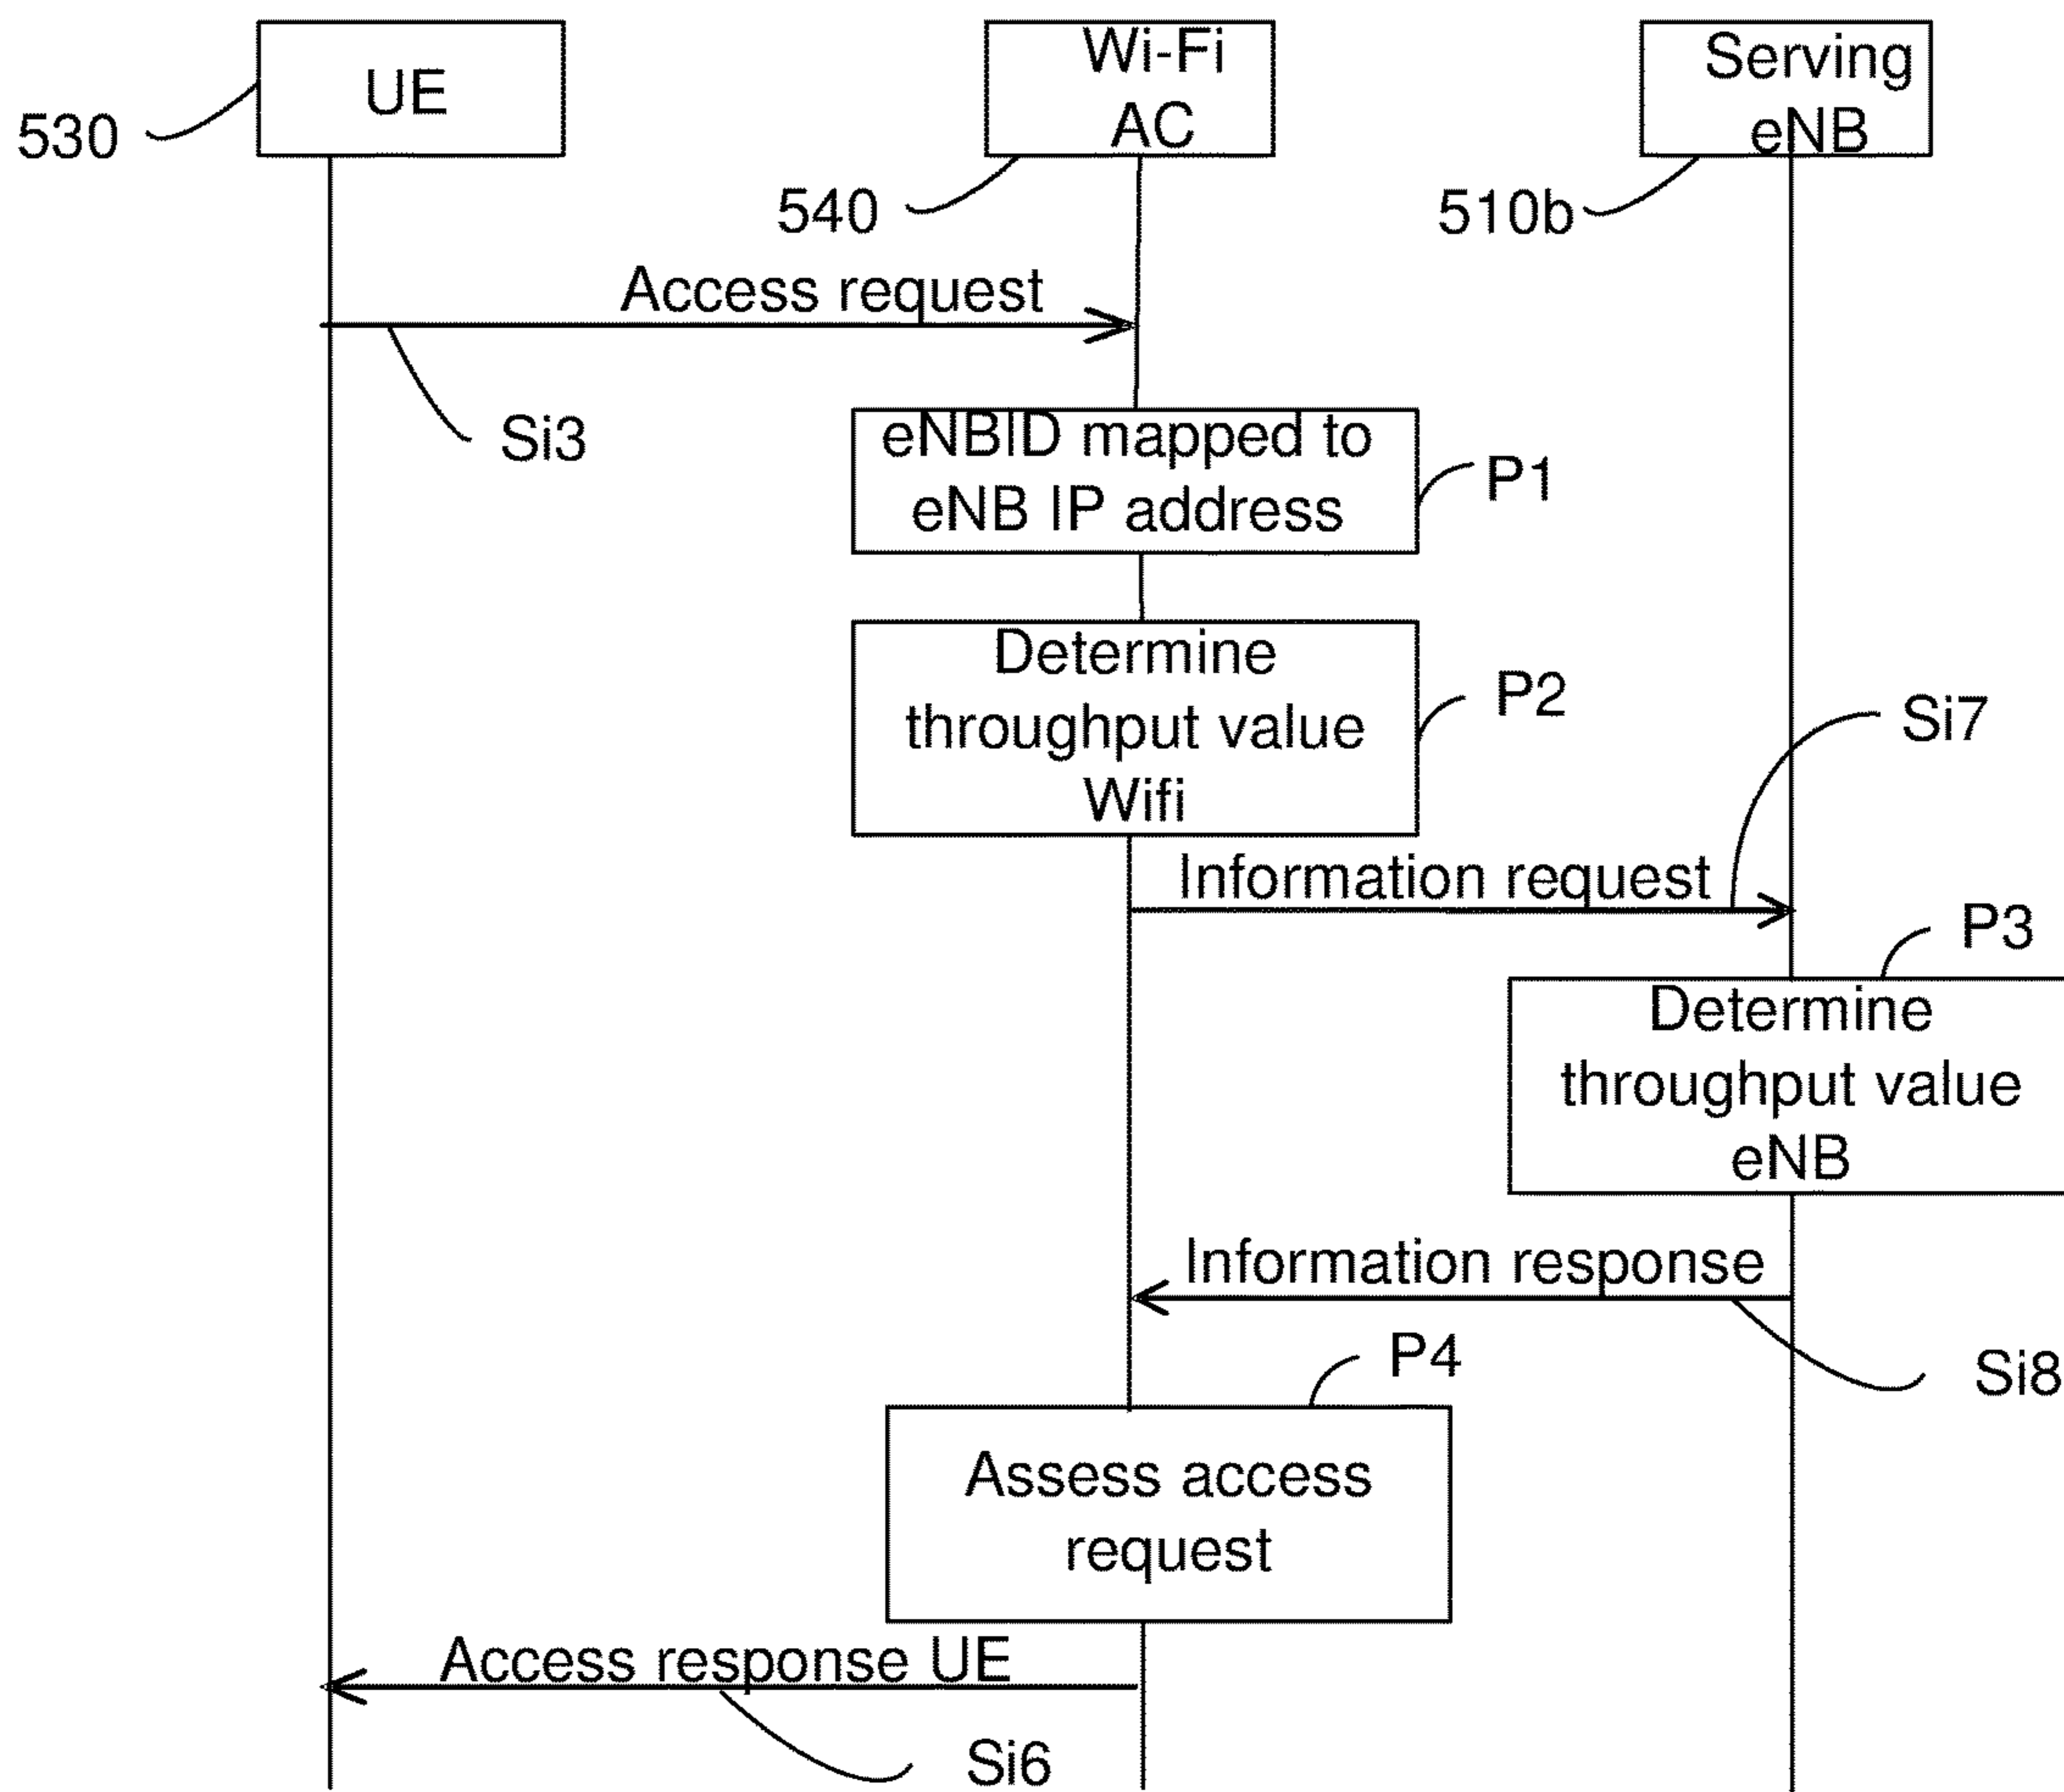 UE
Wi-Fi
AC
Serving
eNB
530
540
510b
Access request
Si3
eNBID mapped to
eNB IP address
P1
Determine
throughput value
Wifi
P2
Si7
Information request
P3
Determine
throughput value
eNB
Information response
P4
Si8
Assess access
request
Access response UE
Si6